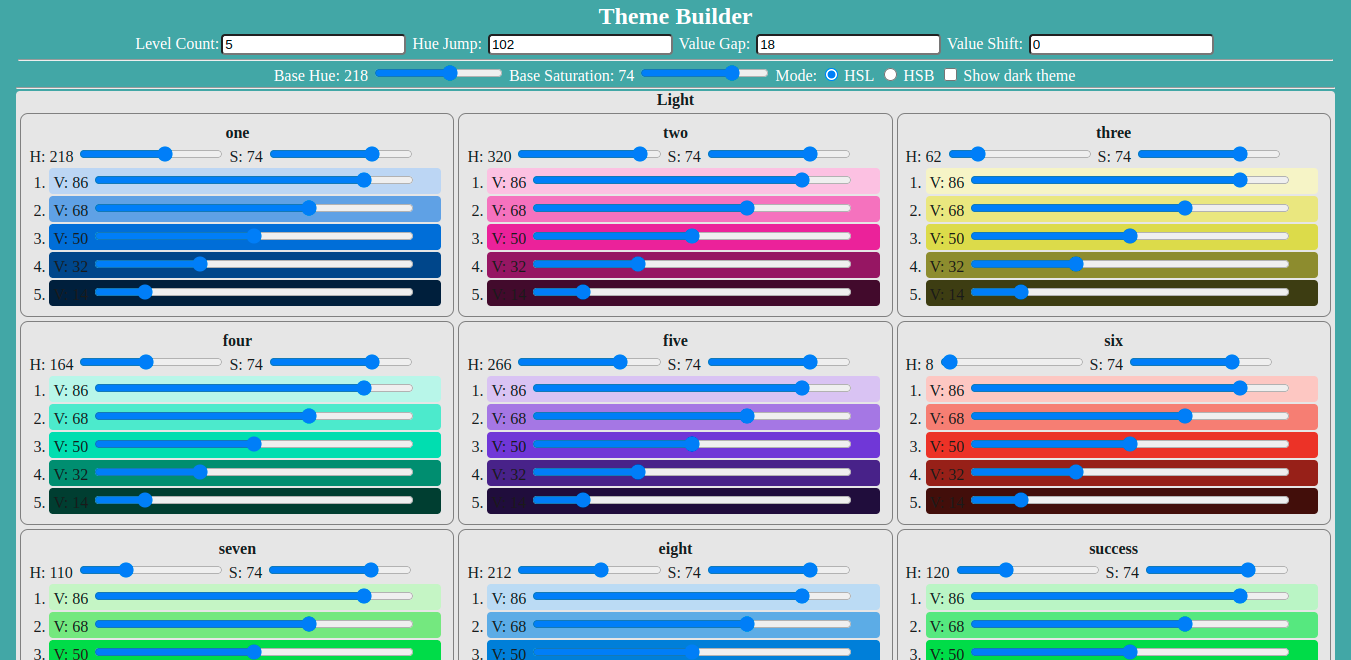 Theme Builder
Level Count: 5 Hue Jump: 102 Value Gap: 18 Value Shift: 0
Base Hue: 218 Base Saturation: 74 Mode: HSL HSB Show dark theme
Light
one
H: 218 S: 74
1. V: 86
2. V: 68
3. V: 50
4. V: 32
5.
two
H: 320 S: 74
1. V: 86
2. V: 68
3. V: 50
4. V: 32
5. V: 14
three
H: 62 S: 74
1. V: 86
2. V: 68
3. V: 50
4. V: 32
5. V: 14
four
H: 164 S: 74
1. V: 86
2. V: 68
3. V: 50
4. V: 32
5. V: 14
five
H: 266 S: 74
1. V: 86
2. V: 68
3. V: 50
4. V: 32
5.
six
H: 8 S: 74
1. V: 86
2. V: 68
3. V: 50
4. V: 32
5.
seven
H: 110 S: 74
1. V: 86
2. V: 68
3. V: 50
eight
H: 212 S: 74
1. V: 86
2. V: 68
3. V: 50
success
H: 120 S: 74
1. V: 86
2. V: 68
3. V: 50